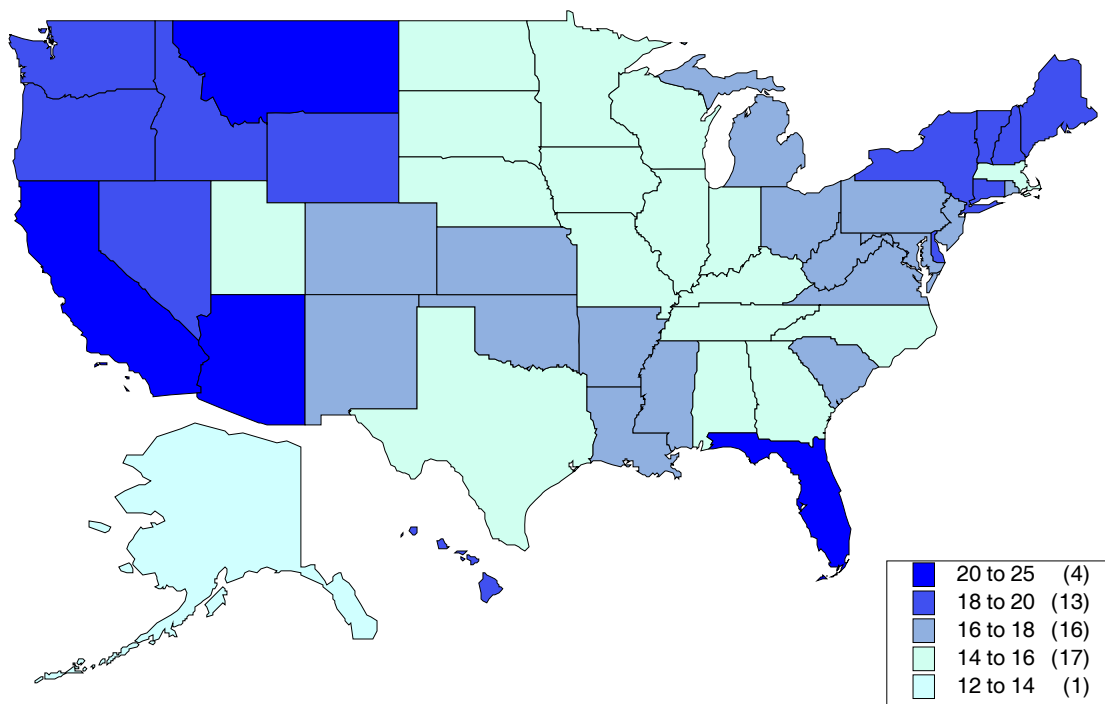 20 to 25 (4)
18 to 20 (13)
16 to 18 (16)
14 to 16 (17)
12 to 14 (1)